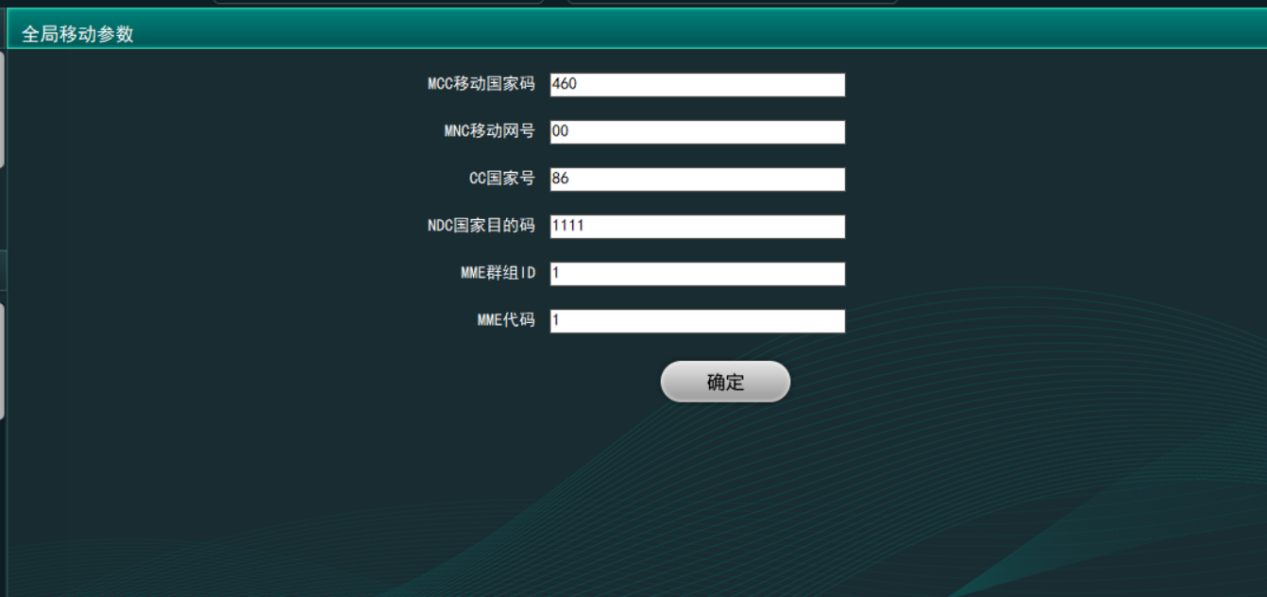 全局移动参数
MCC移动国家码 460
MNC移动网号 00
CC国家号 86
NDC国家目的码 1111
MME群组ID 1
MME代码 1
确定